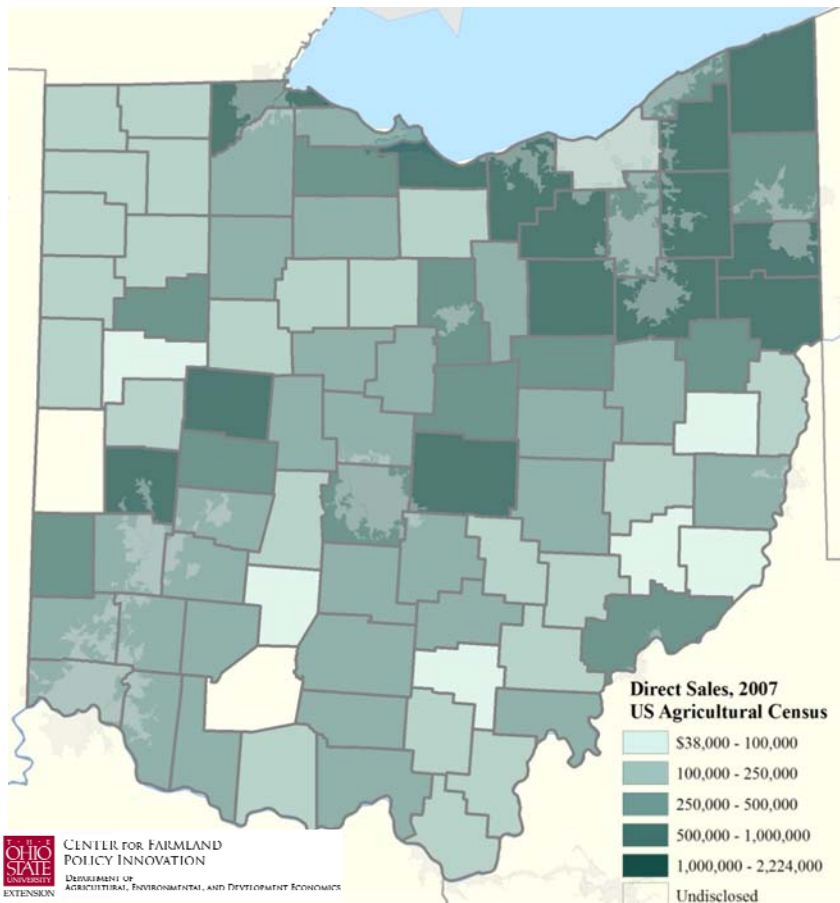 Direct Sales, 2007
US Agricultural Census
$38,000 - 100,000
100,000 - 250,000
250,000 - 500,000
500,000 - 1,000,000
1,000,000 - 2,224,000
Undisclosed
THE
OHIO
STATE
UNIVERSITY
EXTENSION
CENTER FOR FARMLAND
POLICY INNOVATION
DEPARTMENT OF
AGRICULTURAL, ENVIRONMENTAL, AND DEVELOPMENT ECONOMICS